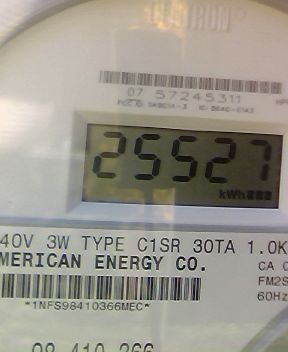 07 57245311
25527
kWh
40V 3W TYPE C1SR 30TA 1.0K
MERICAN ENERGY CO.
CA 0
FM2S
60Hz
*1NFS98410366MEC*
98 410 366